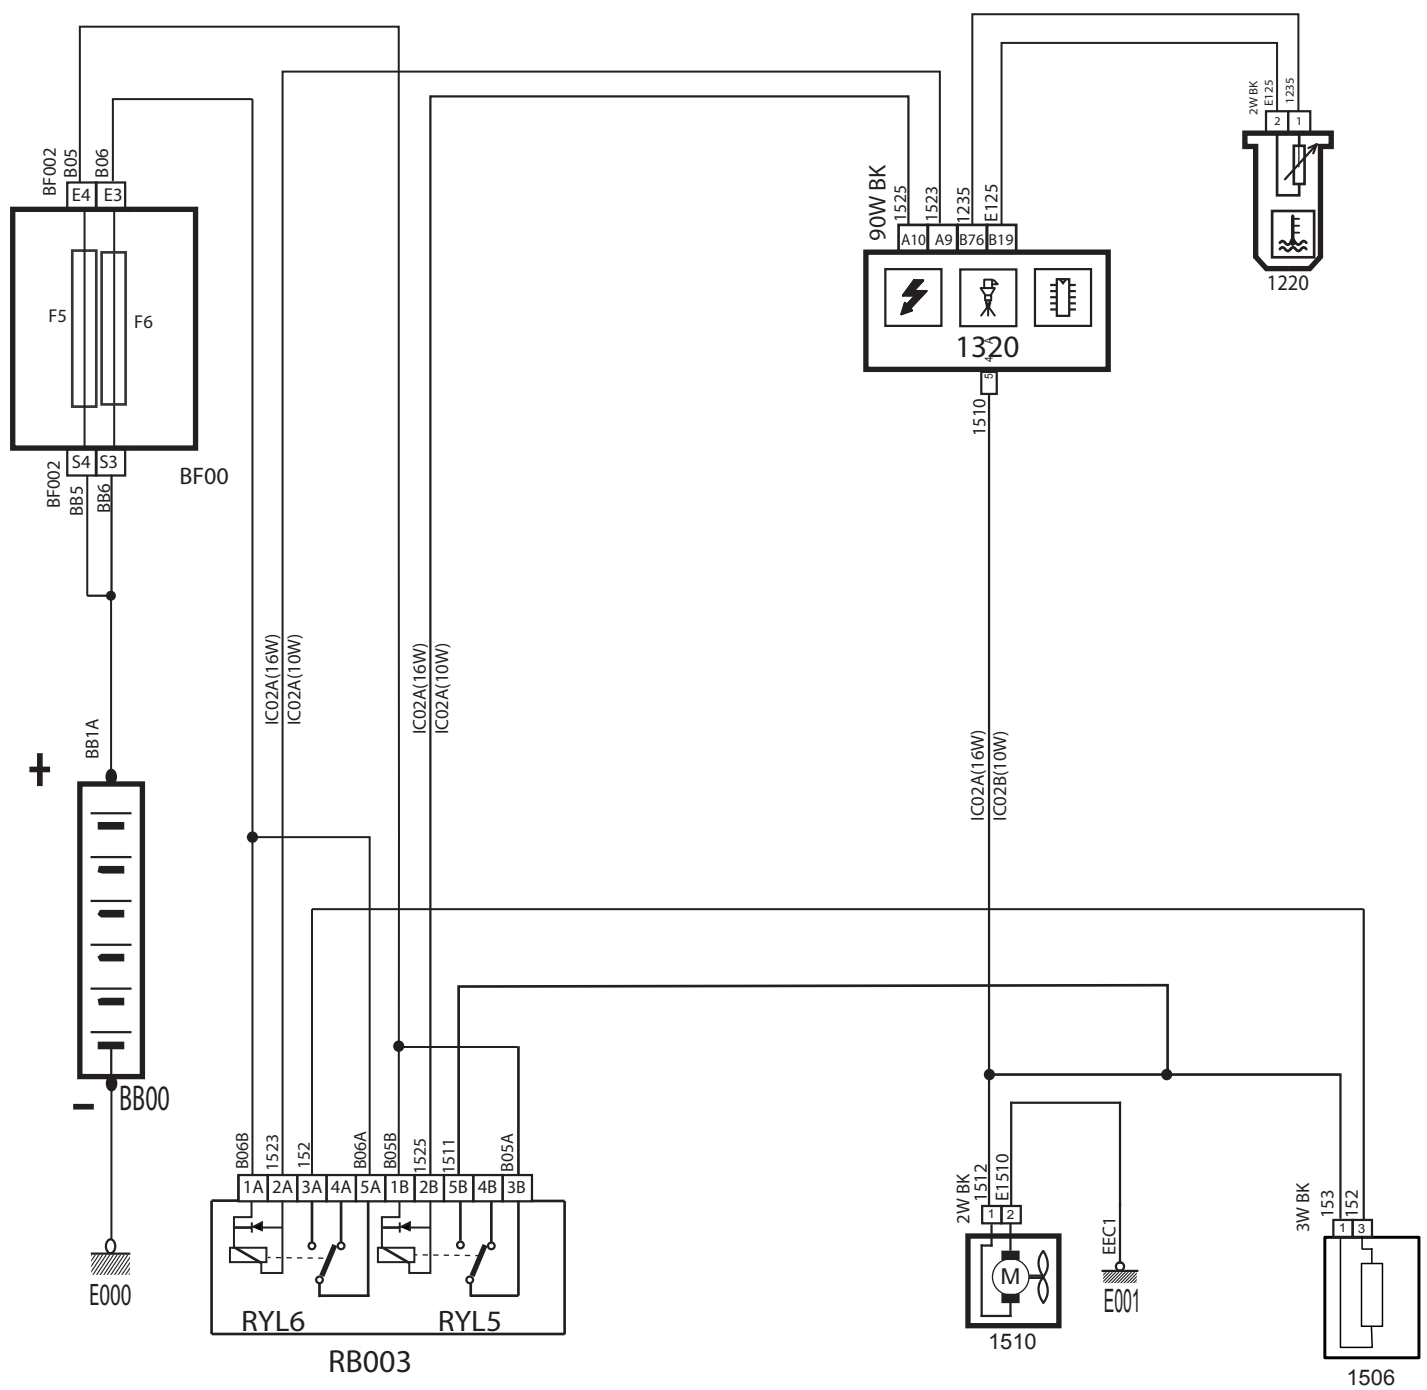 2W BK
E125
1235
2 1
1220
BF002
B05
B06
E4 E3
F5
F6
S4 S3
BF002
BB5
BB6
BF00
90W BK
1525
1523
1235
E125
A10 A9 B76 B19
1320
A
4
5
1510
IC02A(16W)
IC02A(10W)
IC02A(16W)
IC02A(10W)
IC02A(16W)
IC02B(10W)
BB1A
+
−
BB00
E000
B06B
1523
152
B06A
B05B
1525
1511
B05A
1A 2A 3A 4A 5A 1B 2B 5B 4B 3B
RYL6
RYL5
RB003
2W BK
1512
E1510
1 2
M
1510
EEC1
E001
3W BK
153
152
1 3
1506